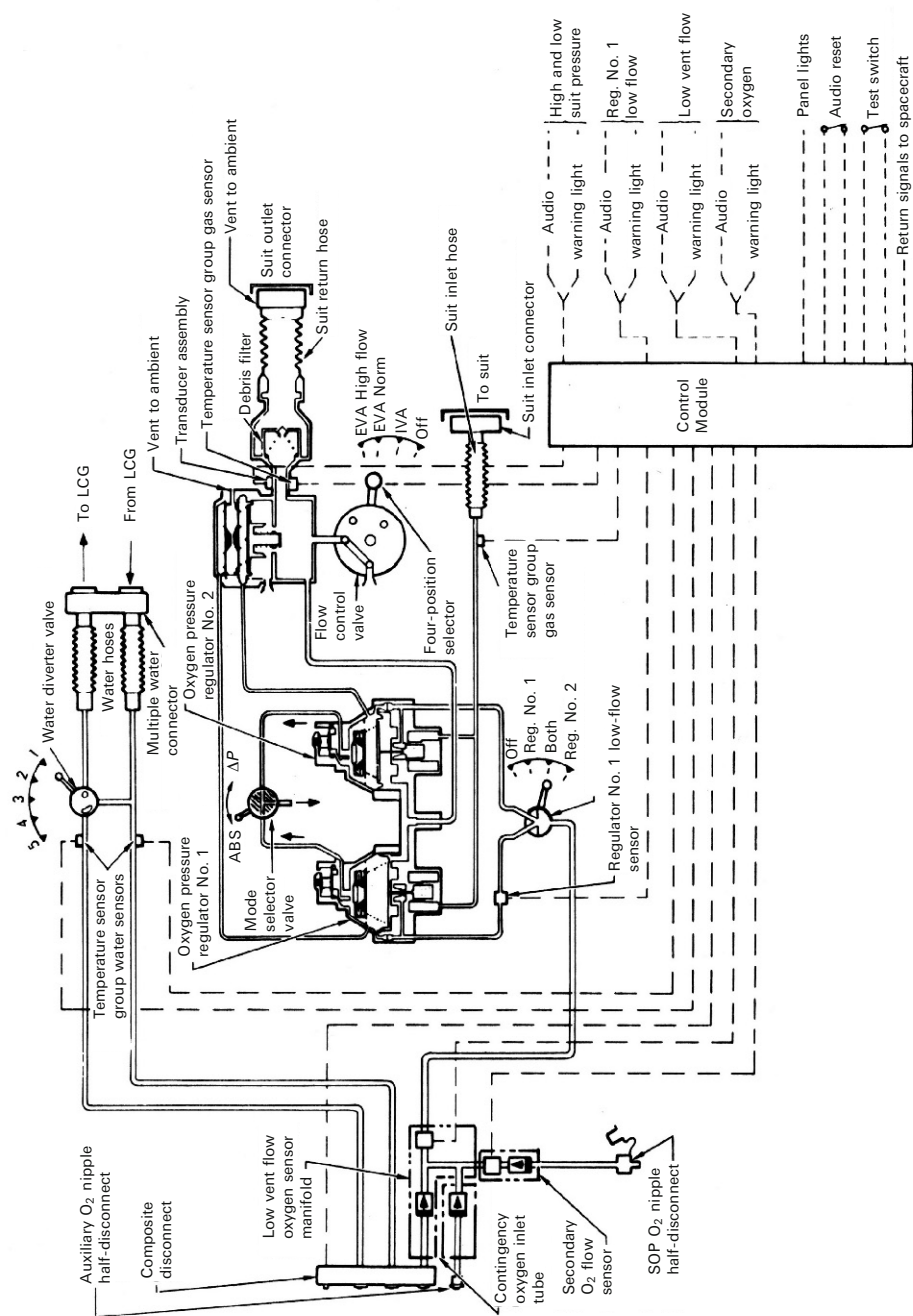 To LCG
From LCG
Water diverter valve
Water hoses
Multiple water
connector
1
2
3
4
5
Temperature sensor
group water sensors
Vent to ambient
Transducer assembly
Temperature sensor group gas sensor
Debris filter
Vent to ambient
Suit outlet
connector
Suit return hose
Oxygen pressure
regulator No. 2
Flow
control
valve
EVA High flow
EVA Norm
IVA
Off
Four-position
selector
ΔP
ABS
Mode
selector
valve
Oxygen pressure
regulator No. 1
Suit inlet hose
To suit
Suit inlet connector
Temperature
sensor group
gas sensor
Off
Reg. No. 1
Both
Reg. No. 2
Regulator No. 1 low-flow
sensor
Auxiliary O2 nipple
half-disconnect
Composite
disconnect
Low vent flow
oxygen sensor
manifold
Contingency
oxygen inlet
tube
Secondary
O2 flow
sensor
SOP O2 nipple
half-disconnect
Control
Module
Audio
warning light
High and low
suit pressure
Audio
warning light
Reg. No. 1
low flow
Audio
warning light
Low vent flow
Audio
warning light
Secondary
oxygen
Panel lights
Audio reset
Test switch
Return signals to spacecraft